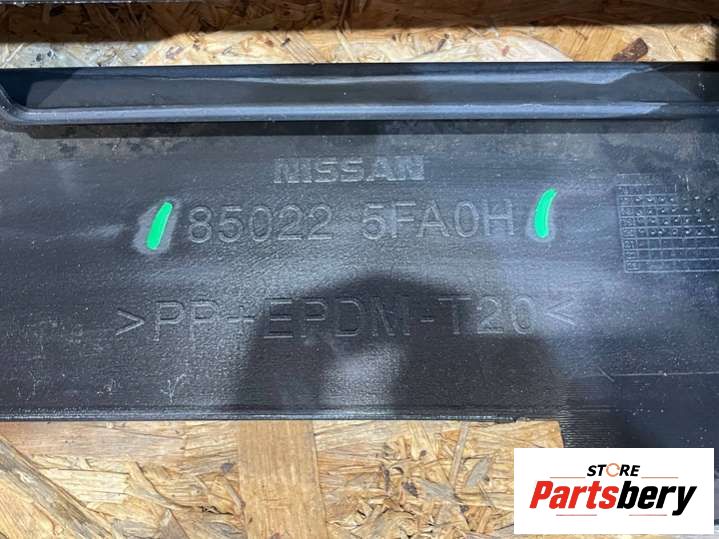 NISSAN
85022 5FA0H
>PP+EPDM-T20<
STORE
Partsbery